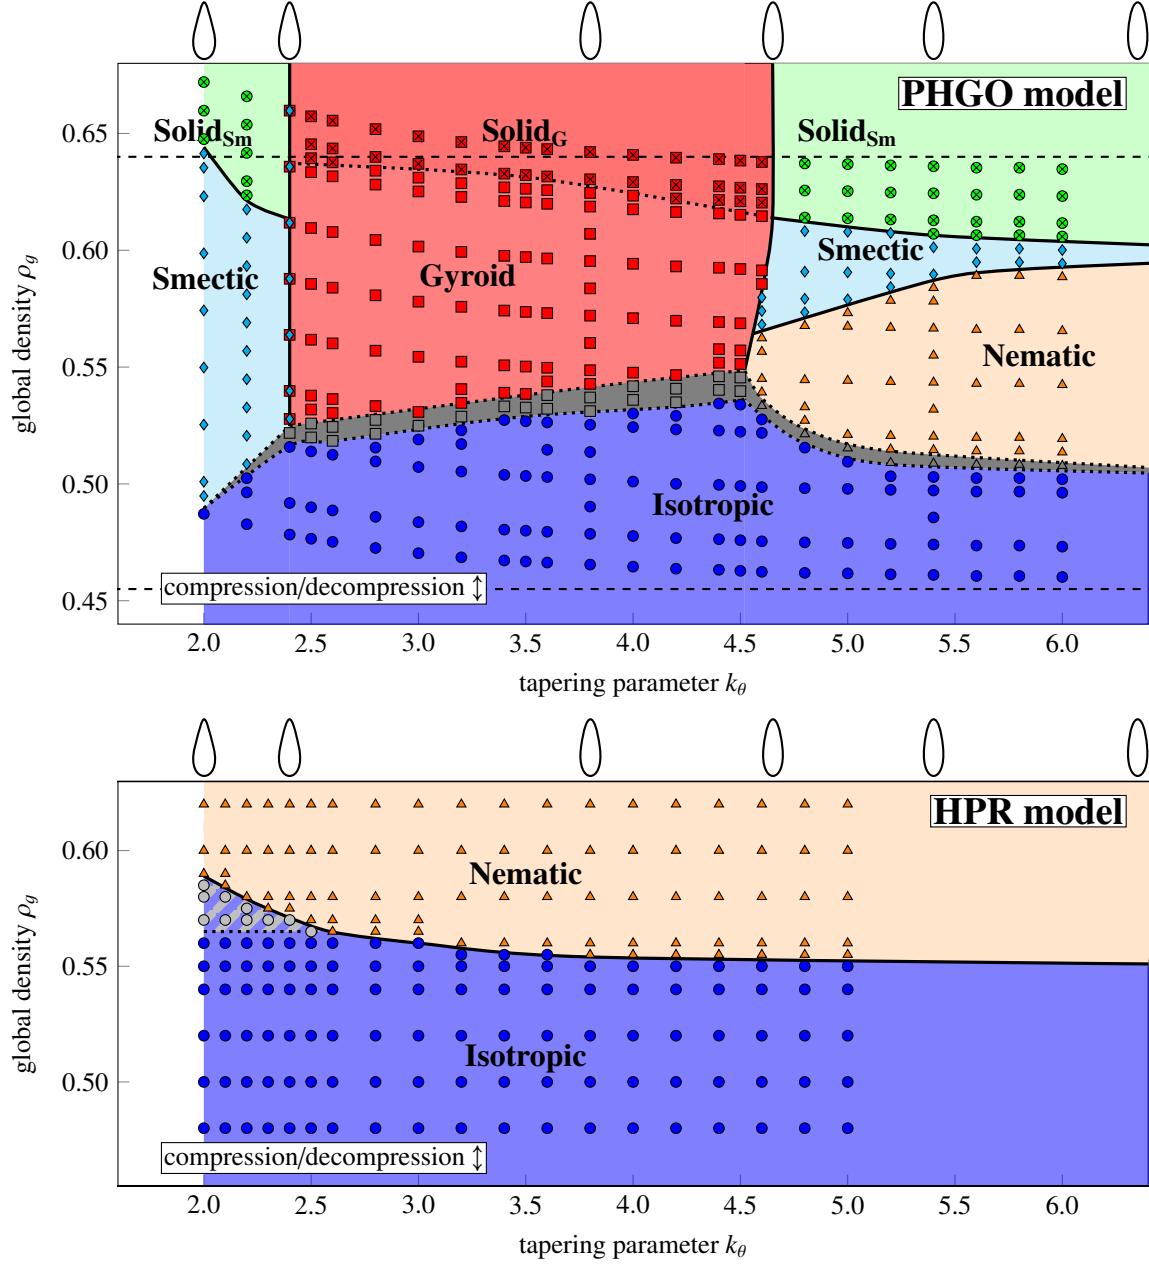 PHGO model
0.65
Solid_Sm
Solid_G
Solid_Sm
0.60
Smectic
Gyroid
Smectic
global density ρ_g
0.55
Nematic
0.50
Isotropic
compression/decompression ↕
0.45
2.0 2.5 3.0 3.5 4.0 4.5 5.0 5.5 6.0
tapering parameter k_θ
HPR model
0.60
Nematic
global density ρ_g
0.55
Isotropic
0.50
compression/decompression ↕
2.0 2.5 3.0 3.5 4.0 4.5 5.0 5.5 6.0
tapering parameter k_θ